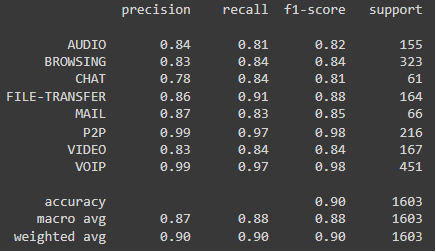 precision recall f1-score support
AUDIO 0.84 0.81 0.82 155
BROWSING 0.83 0.84 0.84 323
CHAT 0.78 0.84 0.81 61
FILE-TRANSFER 0.86 0.91 0.88 164
MAIL 0.87 0.83 0.85 66
P2P 0.99 0.97 0.98 216
VIDEO 0.83 0.84 0.84 167
VOIP 0.99 0.97 0.98 451
accuracy 0.90 1603
macro avg 0.87 0.88 0.88 1603
weighted avg 0.90 0.90 0.90 1603